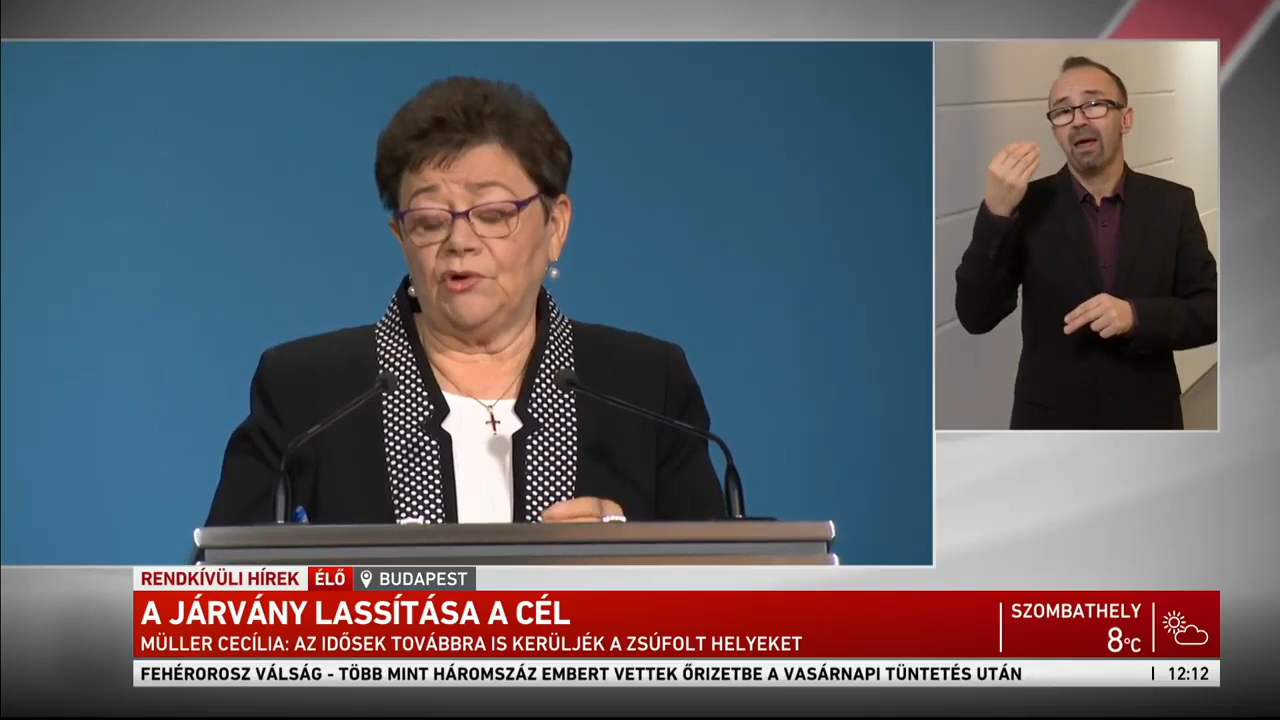 RENDKÍVÜLI HÍREK ÉLŐ BUDAPEST
A JÁRVÁNY LASSÍTÁSA A CÉL
MÜLLER CECÍLIA: AZ IDŐSEK TOVÁBBRA IS KERÜLJÉK A ZSÚFOLT HELYEKET
SZOMBATHELY
8°C
FEHÉROROSZ VÁLSÁG - TÖBB MINT HÁROMSZÁZ EMBERT VETTEK ŐRIZETBE A VASÁRNAPI TÜNTETÉS UTÁN
12:12